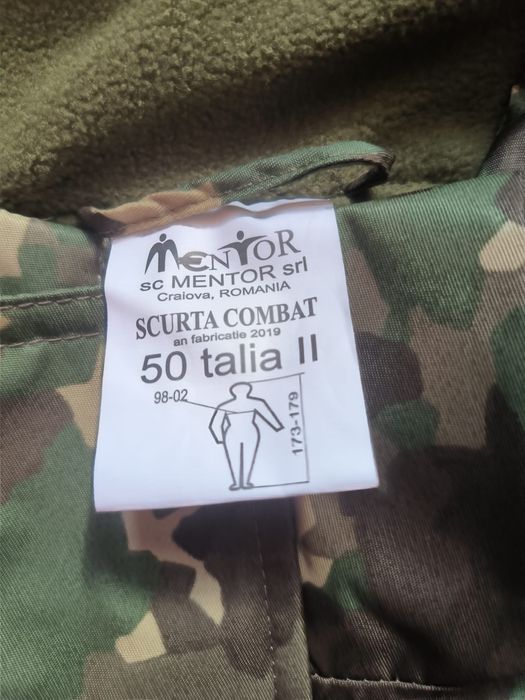 MENTOR
SC MENTOR srl
Craiova, ROMANIA
SCURTA COMBAT
an fabricatie 2019
50 talia II
98-02
173-179